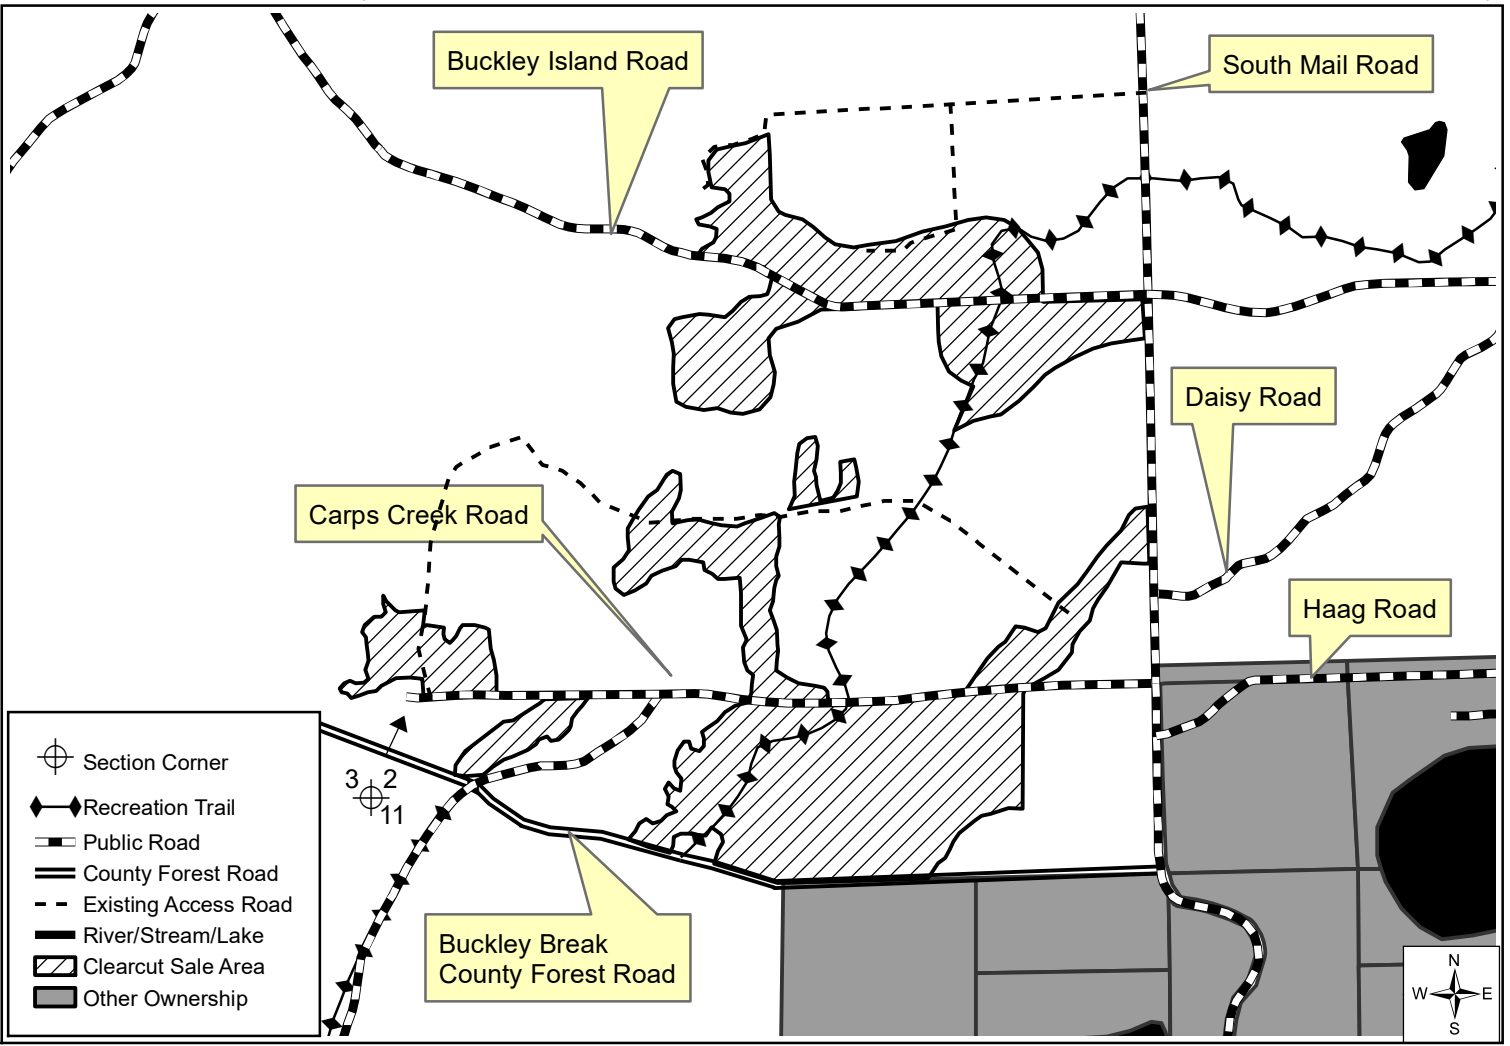 Buckley Island Road
South Mail Road
Daisy Road
Carps Creek Road
Haag Road
Buckley Break
County Forest Road
3 2
11
Section Corner
Recreation Trail
Public Road
County Forest Road
Existing Access Road
River/Stream/Lake
Clearcut Sale Area
Other Ownership
N
W E
S